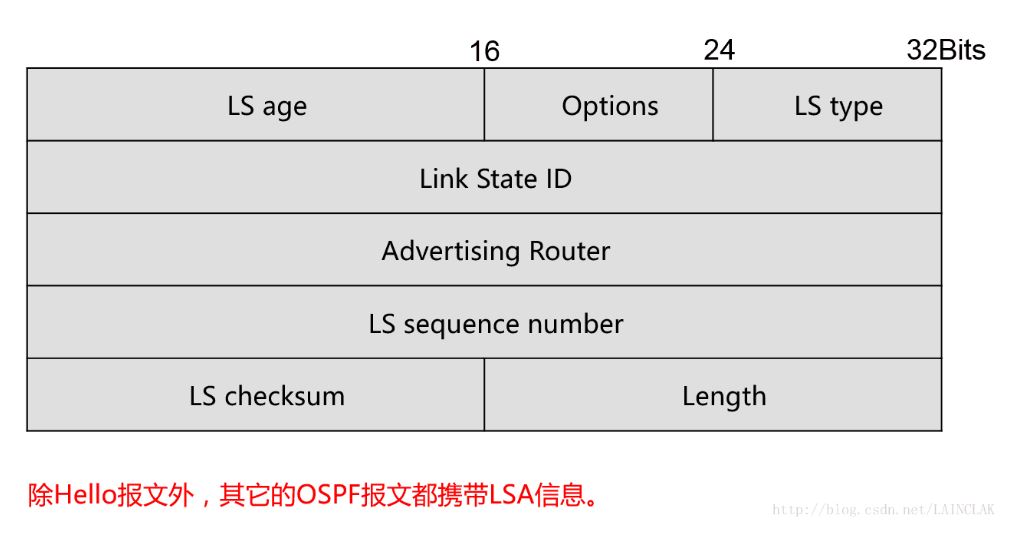 16 24 32Bits
LS age Options LS type
Link State ID
Advertising Router
LS sequence number
LS checksum Length
除Hello报文外，其它的OSPF报文都携带LSA信息。
http://blog.csdn.net/LAINCLAK